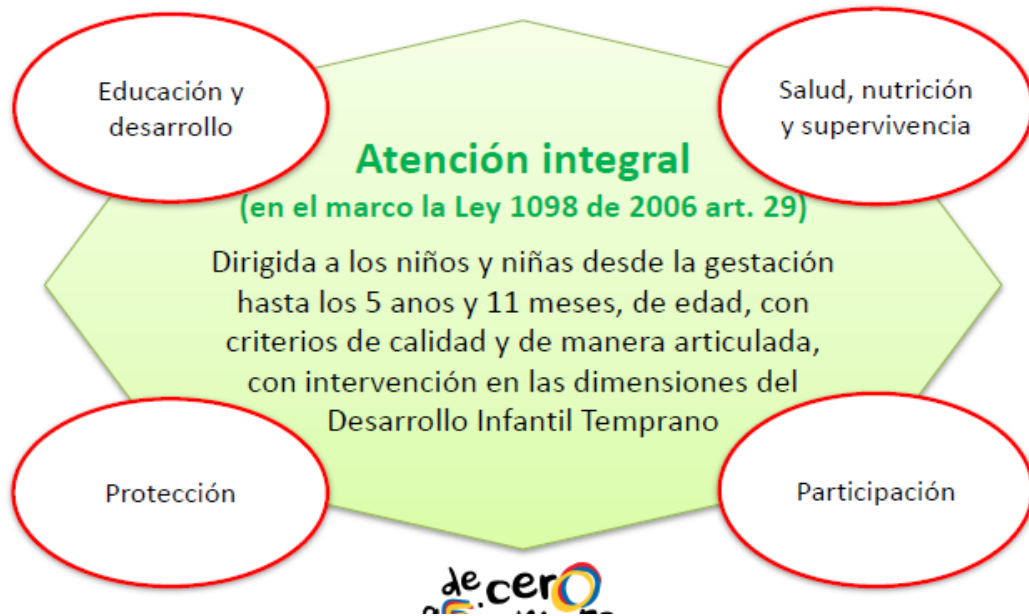 Educación y
desarrollo
Salud, nutrición
y supervivencia
Atención integral
(en el marco la Ley 1098 de 2006 art. 29)
Dirigida a los niños y niñas desde la gestación
hasta los 5 anos y 11 meses, de edad, con
criterios de calidad y de manera articulada,
con intervención en las dimensiones del
Desarrollo Infantil Temprano
Protección
Participación
de cero